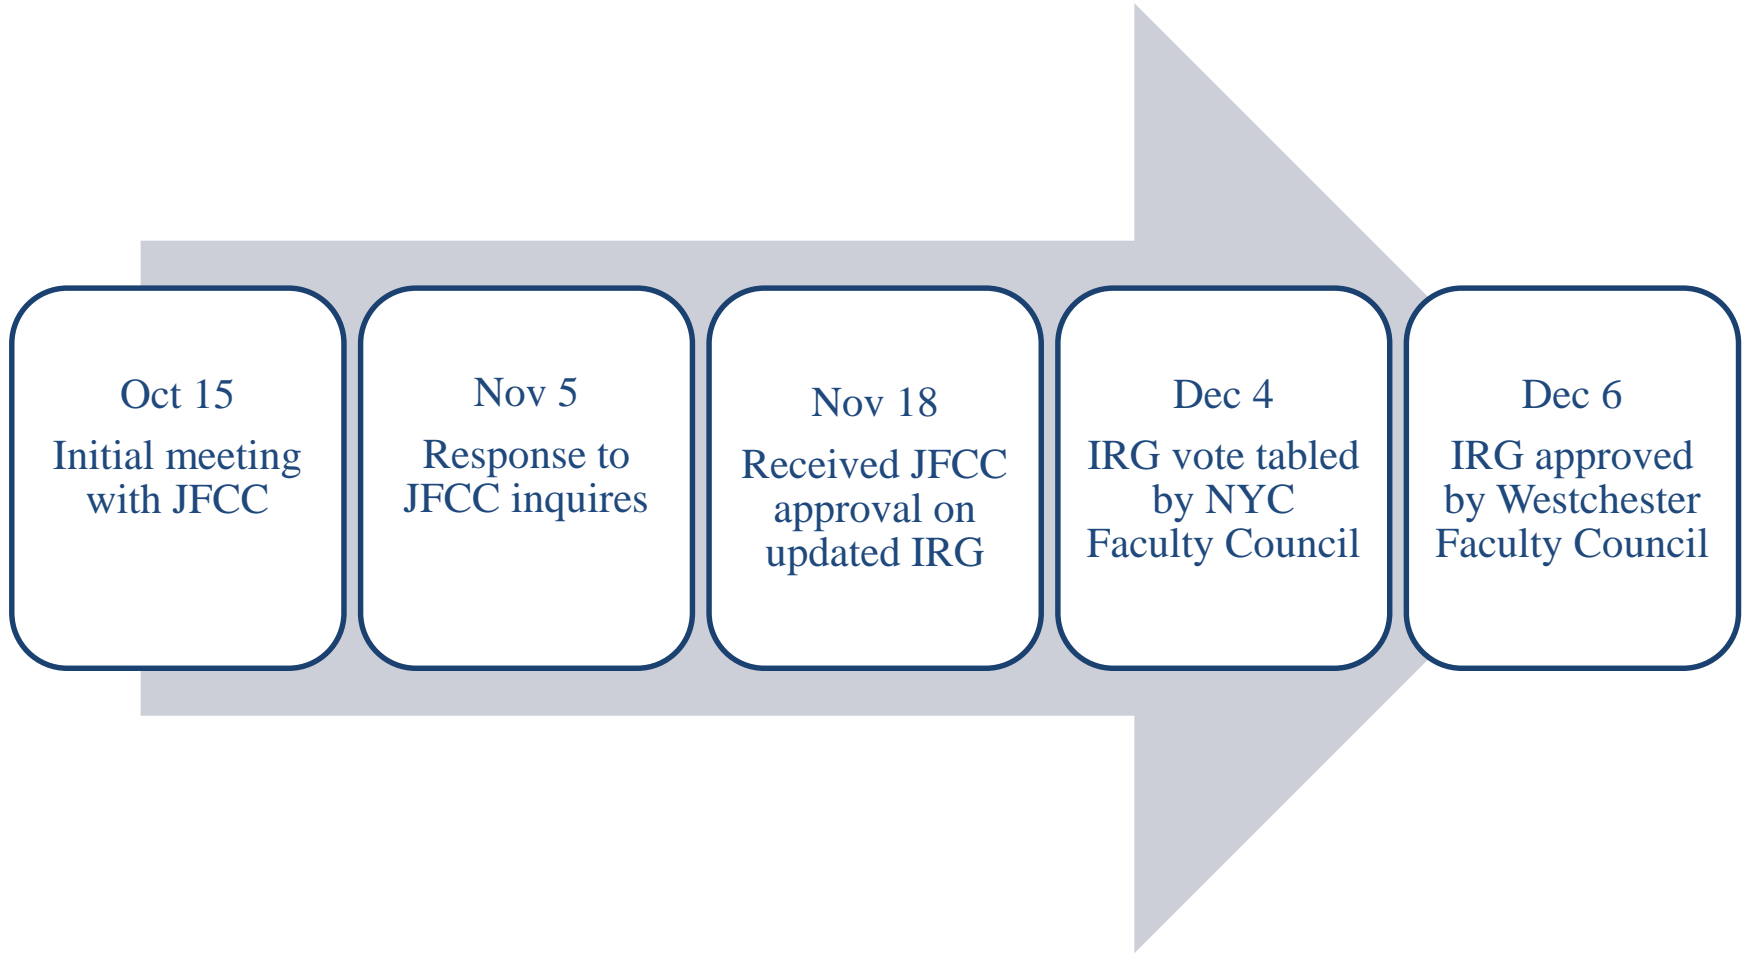 Oct 15
Initial meeting
with JFCC
Nov 5
Response to
JFCC inquires
Nov 18
Received JFCC
approval on
updated IRG
Dec 4
IRG vote tabled
by NYC
Faculty Council
Dec 6
IRG approved
by Westchester
Faculty Council